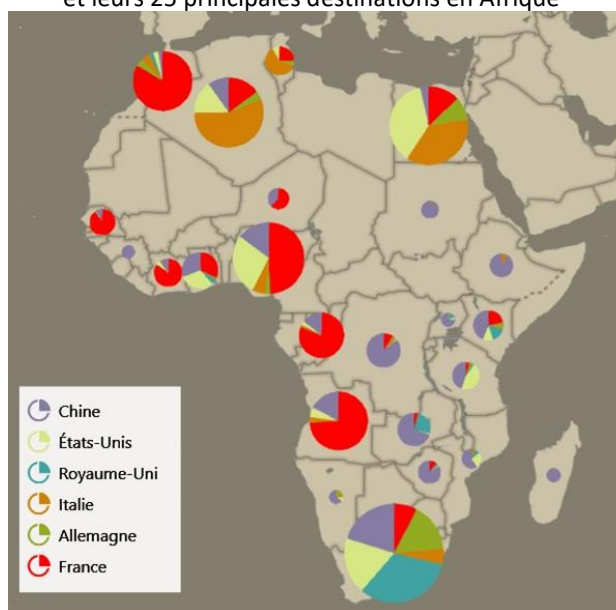 et leurs 25 principales destinations en Afrique
Chine
États-Unis
Royaume-Uni
Italie
Allemagne
France